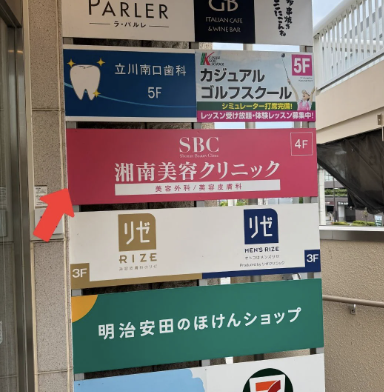 PARLER
ラ・パルレ
GB
ITALIAN CAFE
& WINE BAR
立川南口歯科
5F
カジュアル
ゴルフスクール
5F
シミュレーター打席完備!
レッスン受け放題・体験レッスン募集中!
SBC
湘南美容クリニック
4F
美容外科/美容皮膚科
リゼ
RIZE
3F
リゼ
MEN'S RIZE
3F
明治安田のほけんショップ